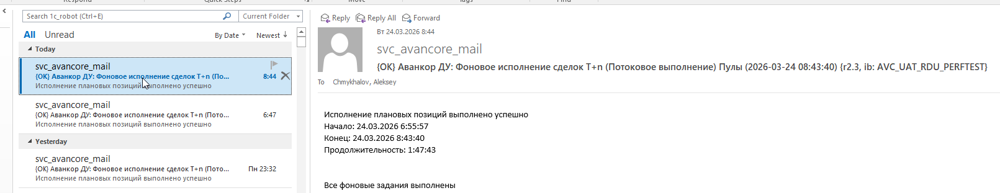 Respond
Quick Steps
Move
Tags
Find
Search 1c_robot (Ctrl+E)
Current Folder
All Unread By Date Newest
Today
svc_avancore_mail
{OK} Аванкор ДУ: Фоновое исполнение сделок T+n (По... 8:44
Исполнение плановых позиций выполнено успешно
svc_avancore_mail
{OK} Аванкор ДУ: Фоновое исполнение сделок T+n (Пото... 6:47
Исполнение плановых позиций выполнено успешно
Yesterday
svc_avancore_mail
{OK} Аванкор ДУ: Фоновое исполнение сделок T+n (Пото... Пн 23:32
Исполнение плановых позиций выполнено успешно
Reply Reply All Forward
Вт 24.03.2026 8:44
svc_avancore_mail
{OK} Аванкор ДУ: Фоновое исполнение сделок T+n (Потоковое выполнение) Пулы (2026-03-24 08:43:40) {r2.3, ib: AVC_UAT_RDU_PERFTEST}
To Chmykhalov, Aleksey
Исполнение плановых позиций выполнено успешно
Начало: 24.03.2026 6:55:57
Конец: 24.03.2026 8:43:40
Продолжительность: 1:47:43
Все фоновые задания выполнены